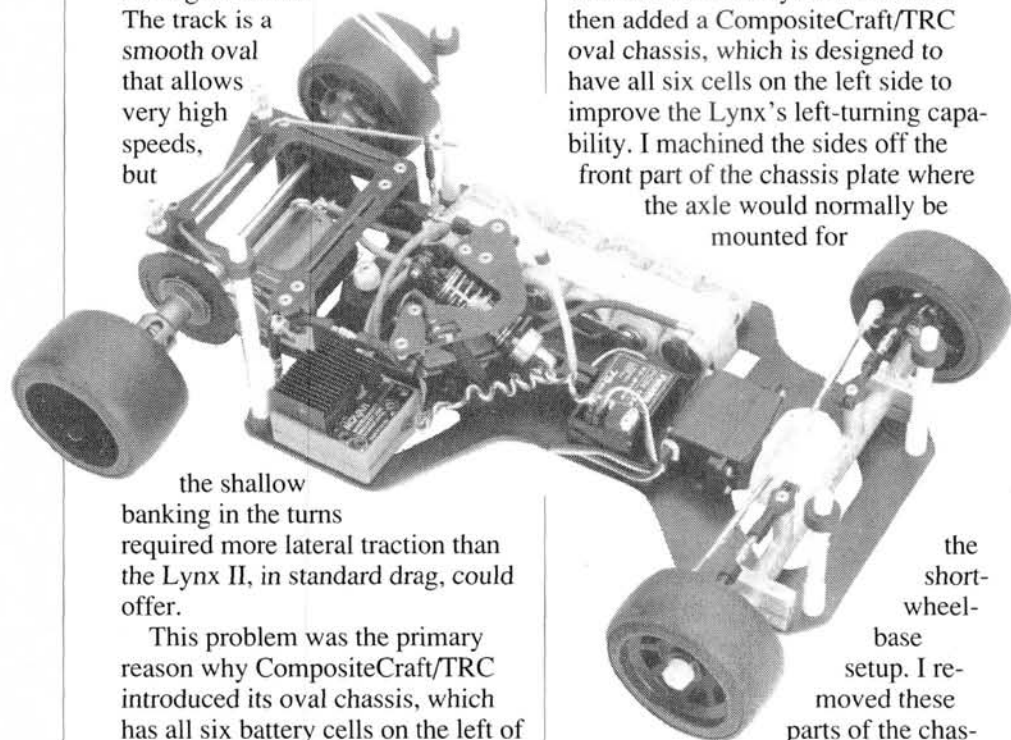 The track is a
smooth oval
that allows
very high
speeds,
but
the shallow
banking in the turns
required more lateral traction than
the Lynx II, in standard drag, could
offer.
This problem was the primary
reason why CompositeCraft/TRC
introduced its oval chassis, which
has all six battery cells on the left of
then added a CompositeCraft/TRC
oval chassis, which is designed to
have all six cells on the left side to
improve the Lynx's left-turning capa-
bility. I machined the sides off the
front part of the chassis plate where
the axle would normally be
mounted for
the
short-
wheel-
base
setup. I re-
moved these
parts of the chas-